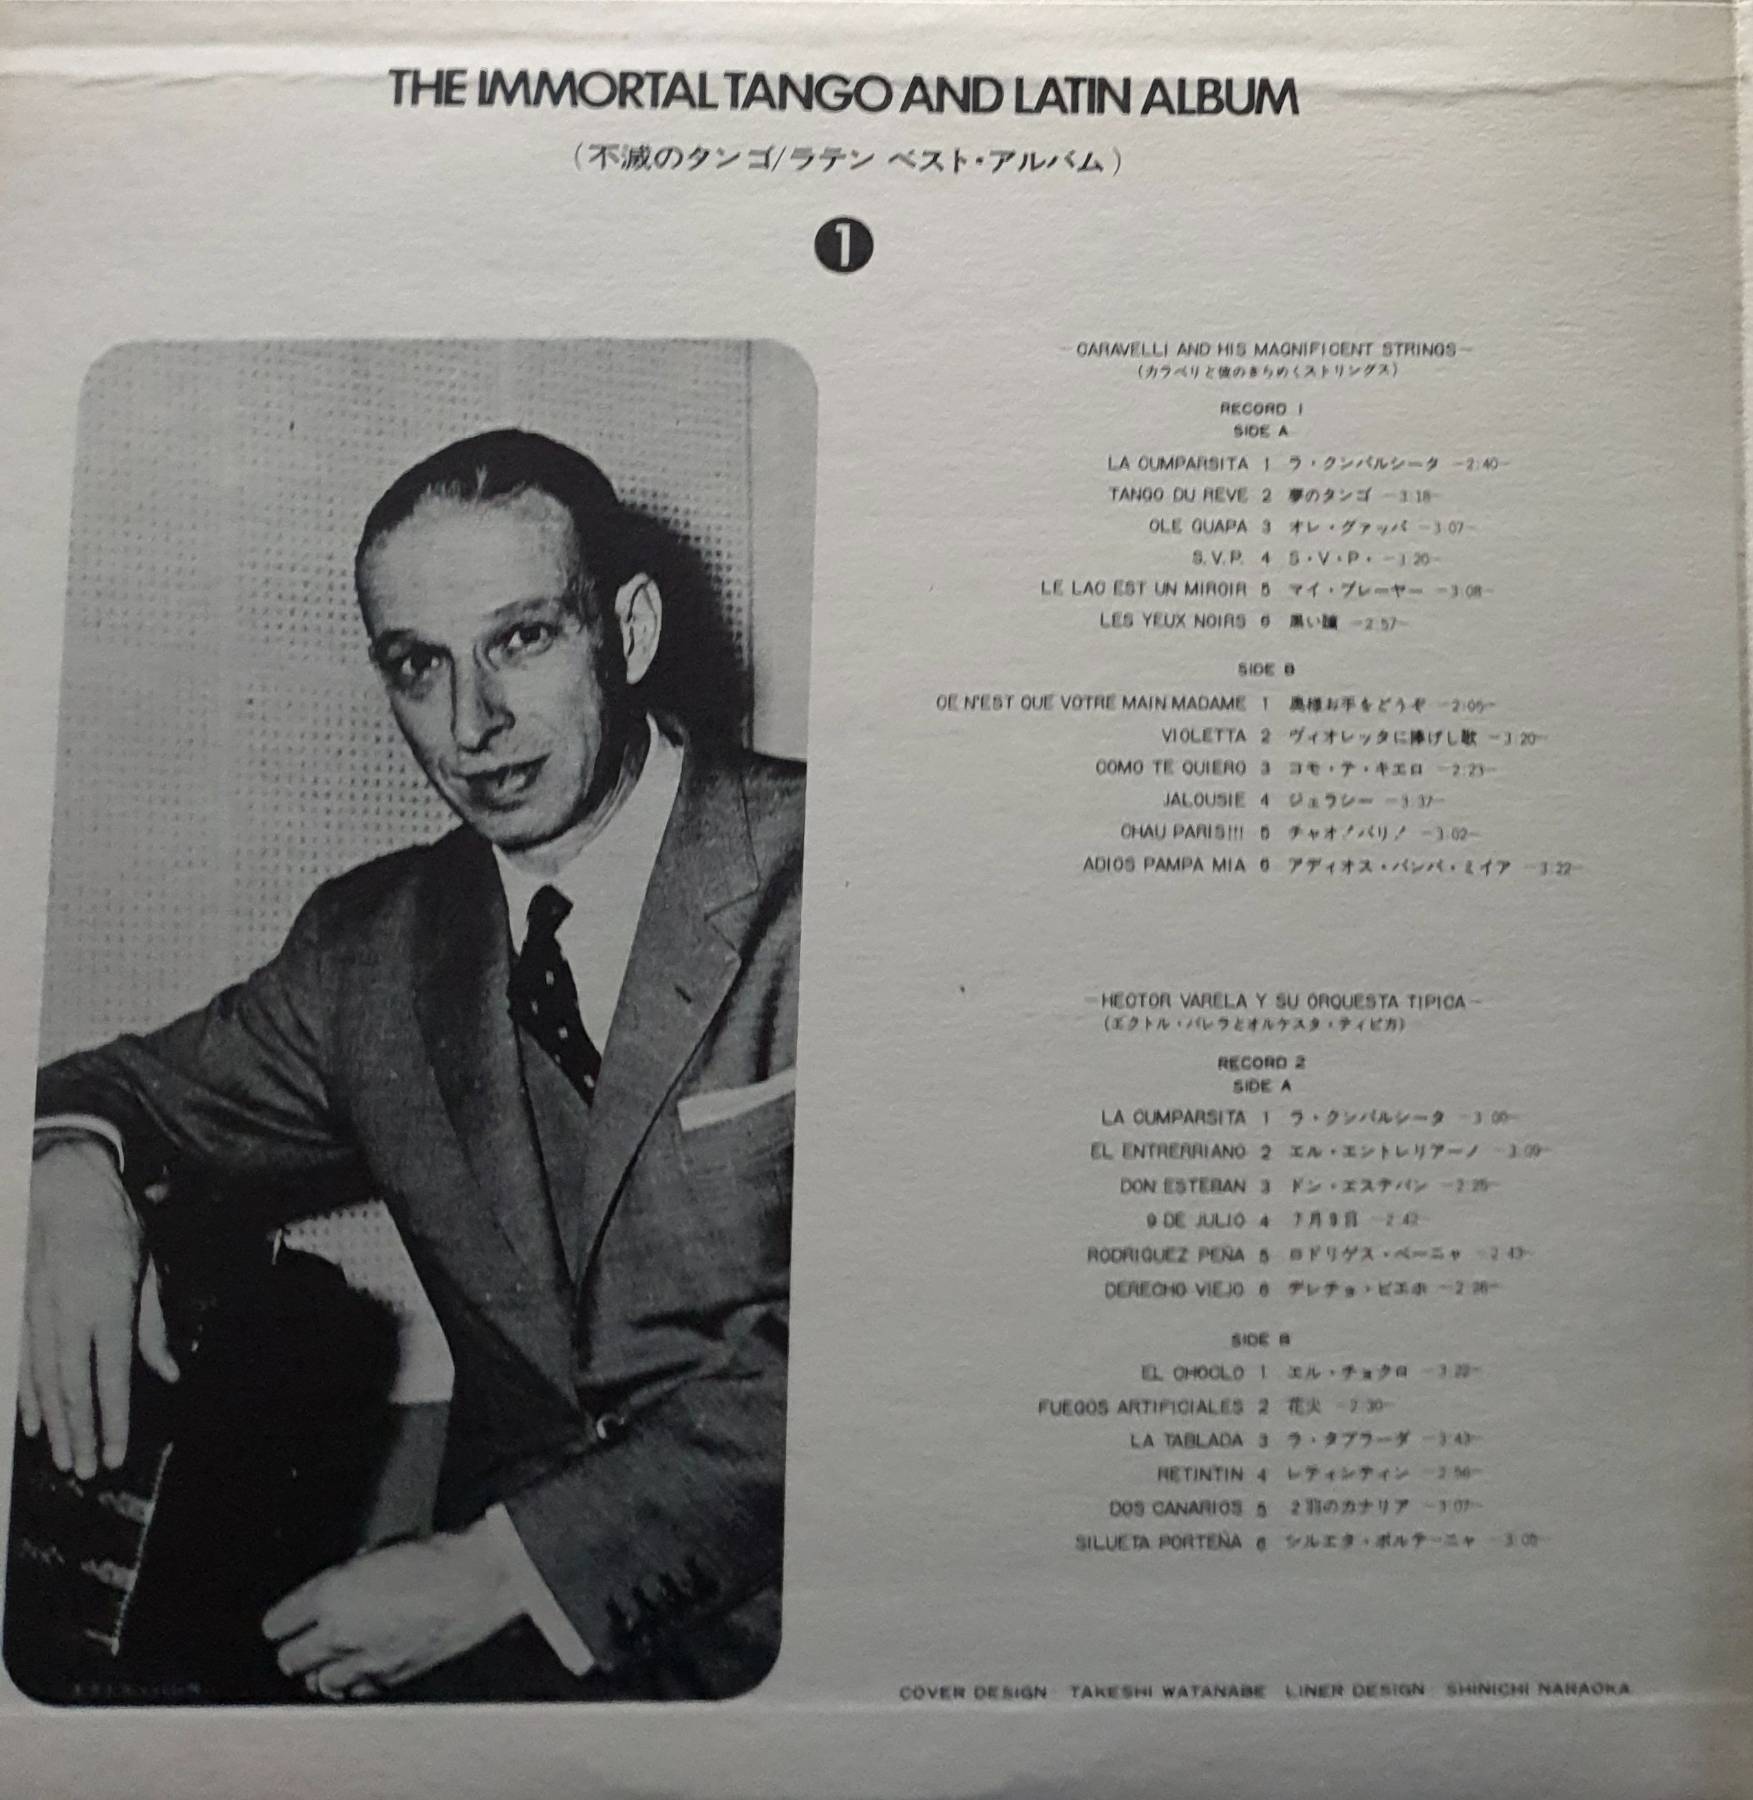 THE IMMORTAL TANGO AND LATIN ALBUM
(不滅のタンゴ/ラテン ベスト・アルバム)
1
-CARAVELLI AND HIS MAGNIFICENT STRINGS-
(カラベリと彼のきらめくストリングス)
RECORD 1
SIDE A
LA CUMPARSITA 1 ラ・クンパルシータ -2:40-
TANGO DU REVE 2 夢のタンゴ -3:18-
OLE GUAPA 3 オレ・グァッパ -3:07-
S.V.P. 4 S・V・P・ -3:20-
LE LAC EST UN MIROIR 5 マイ・プレーヤー -3:08-
LES YEUX NOIRS 6 黒い瞳 -2:57-
SIDE B
CE N'EST QUE VOTRE MAIN MADAME 1 奥様お手をどうぞ -2:05-
VIOLETTA 2 ヴィオレッタに捧げし歌 -3:20-
COMO TE QUIERO 3 コモ・テ・キエロ -2:23-
JALOUSIE 4 ジェラシー -3:37-
CHAU PARIS!!! 5 チャオ!パリ! -3:02-
ADIOS PAMPA MIA 6 アディオス・パンパ・ミイア -3:22-
-HECTOR VARELA Y SU ORQUESTA TIPICA-
(エクトル・バレラとオルケスタ・ティピカ)
RECORD 2
SIDE A
LA CUMPARSITA 1 ラ・クンパルシータ
EL ENTRERRIANO 2 エル・エントレリアーノ -3:09-
DON ESTEBAN 3 ドン・エステバン -2:25-
9 DE JULIO 4 7月9日 -2:42-
RODRIGUEZ PEÑA 5 ロドリゲス・ペーニャ -2:43-
DERECHO VIEJO 6 デレチョ・ビエホ
SIDE B
EL CHOCLO 1 エル・チョクロ -3:22-
FUEGOS ARTIFICIALES 2 花火 -2:30-
LA TABLADA 3 ラ・タブラーダ -3:43-
RETINTIN 4 レティンティン -2:56-
DOS CANARIOS 5 2羽のカナリア -3:07-
SILUETA PORTEÑA 6 シルエタ・ポルテーニャ
COVER DESIGN TAKESHI WATANABE LINER DESIGN SHINICHI NARAOKA